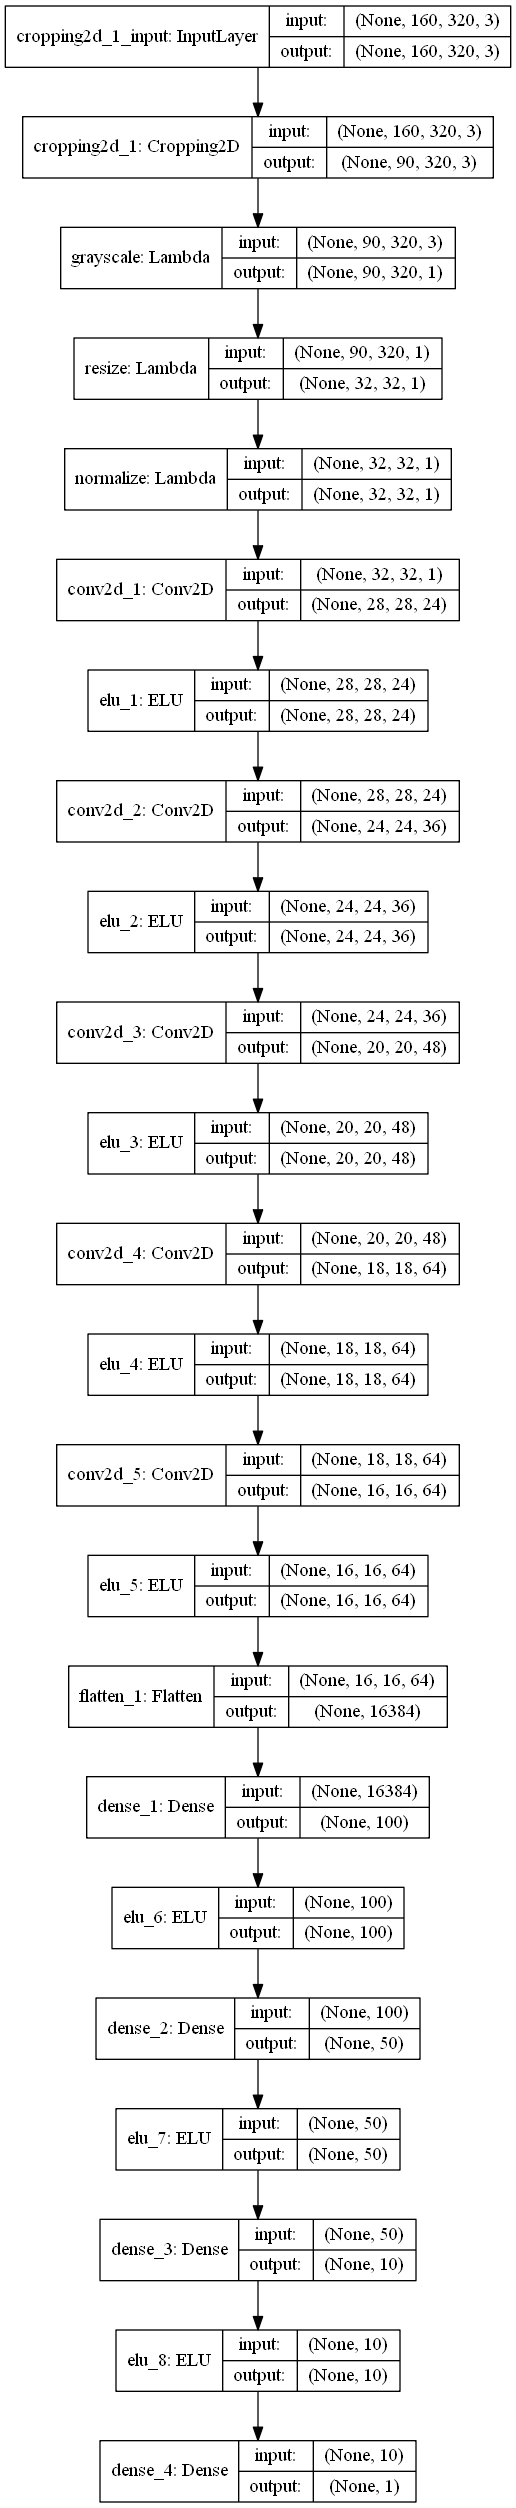 cropping2d_1_input: InputLayer
input: (None, 160, 320, 3)
output: (None, 160, 320, 3)
cropping2d_1: Cropping2D
input: (None, 160, 320, 3)
output: (None, 90, 320, 3)
grayscale: Lambda
input: (None, 90, 320, 3)
output: (None, 90, 320, 1)
resize: Lambda
input: (None, 90, 320, 1)
output: (None, 32, 32, 1)
normalize: Lambda
input: (None, 32, 32, 1)
output: (None, 32, 32, 1)
conv2d_1: Conv2D
input: (None, 32, 32, 1)
output: (None, 28, 28, 24)
elu_1: ELU
input: (None, 28, 28, 24)
output: (None, 28, 28, 24)
conv2d_2: Conv2D
input: (None, 28, 28, 24)
output: (None, 24, 24, 36)
elu_2: ELU
input: (None, 24, 24, 36)
output: (None, 24, 24, 36)
conv2d_3: Conv2D
input: (None, 24, 24, 36)
output: (None, 20, 20, 48)
elu_3: ELU
input: (None, 20, 20, 48)
output: (None, 20, 20, 48)
conv2d_4: Conv2D
input: (None, 20, 20, 48)
output: (None, 18, 18, 64)
elu_4: ELU
input: (None, 18, 18, 64)
output: (None, 18, 18, 64)
conv2d_5: Conv2D
input: (None, 18, 18, 64)
output: (None, 16, 16, 64)
elu_5: ELU
input: (None, 16, 16, 64)
output: (None, 16, 16, 64)
flatten_1: Flatten
input: (None, 16, 16, 64)
output: (None, 16384)
dense_1: Dense
input: (None, 16384)
output: (None, 100)
elu_6: ELU
input: (None, 100)
output: (None, 100)
dense_2: Dense
input: (None, 100)
output: (None, 50)
elu_7: ELU
input: (None, 50)
output: (None, 50)
dense_3: Dense
input: (None, 50)
output: (None, 10)
elu_8: ELU
input: (None, 10)
output: (None, 10)
dense_4: Dense
input: (None, 10)
output: (None, 1)